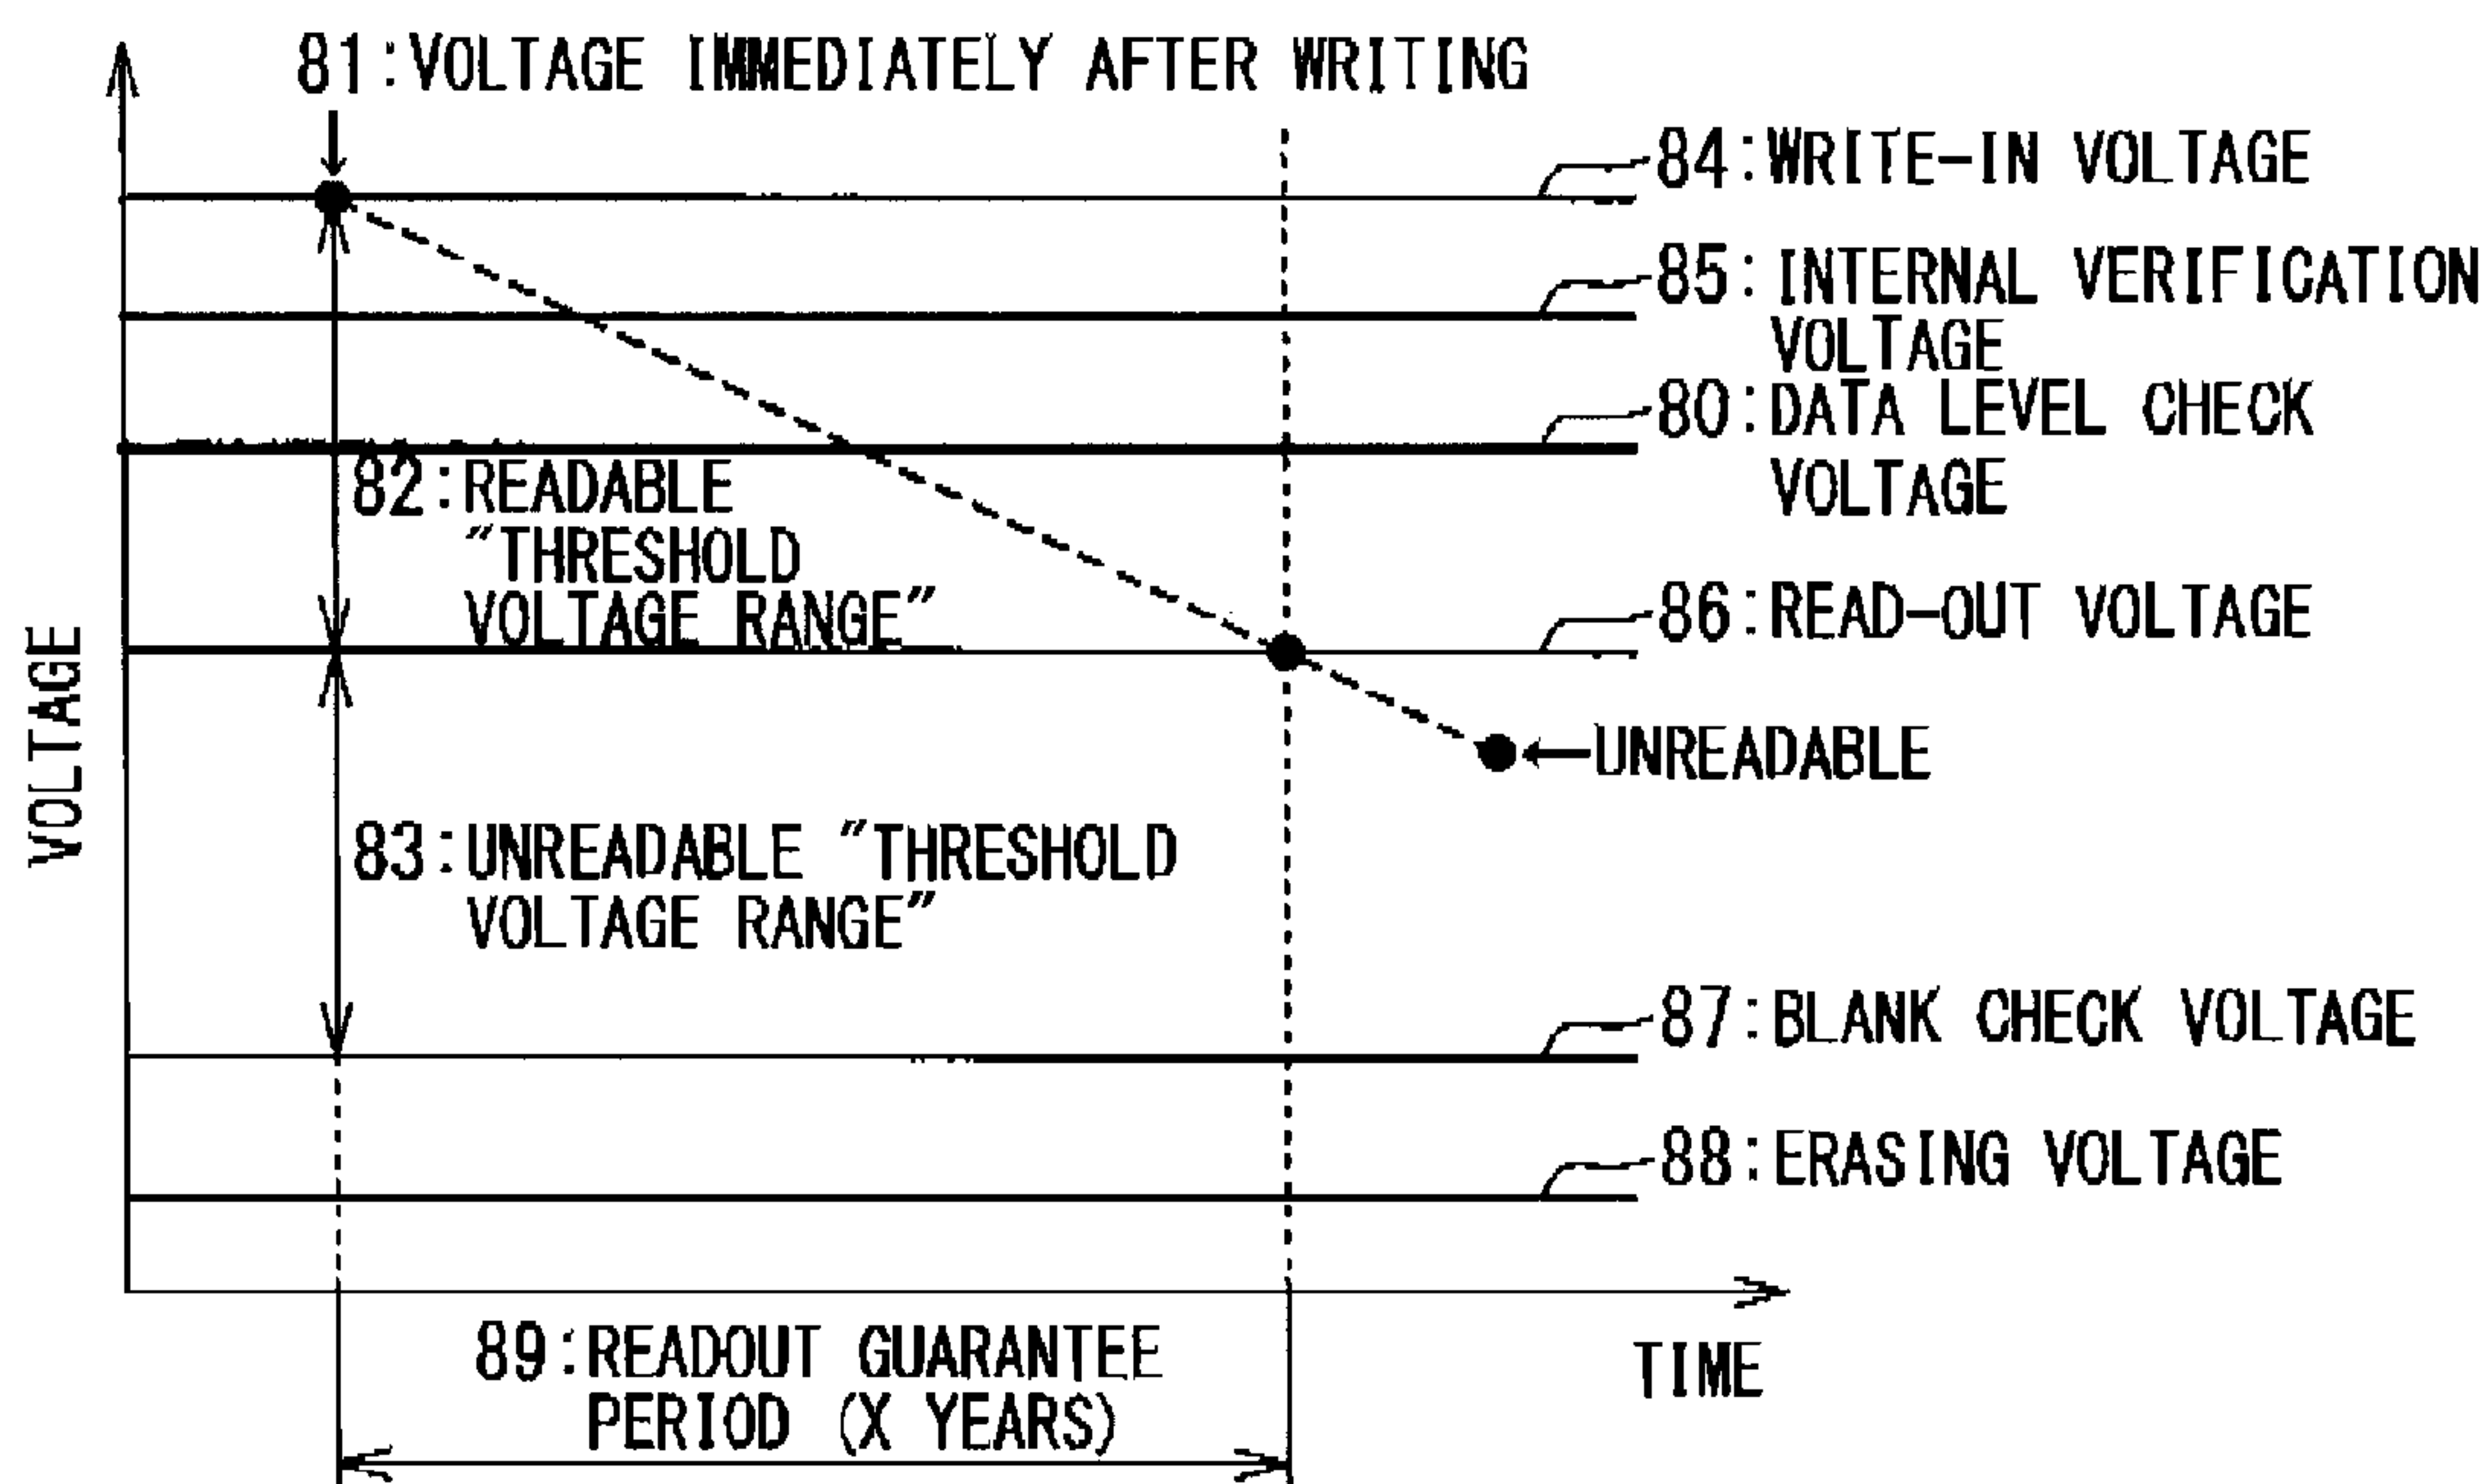 81:VOLTAGE IMMEDIATELY AFTER WRITING
84:WRITE-IN VOLTAGE
85:INTERNAL VERIFICATION
VOLTAGE
80:DATA LEVEL CHECK
VOLTAGE
82:READABLE
"THRESHOLD
VOLTAGE RANGE"
86:READ-OUT VOLTAGE
VOLTAGE
UNREADABLE
83:UNREADABLE "THRESHOLD
VOLTAGE RANGE"
87:BLANK CHECK VOLTAGE
88:ERASING VOLTAGE
89:READOUT GUARANTEE
PERIOD (X YEARS)
TIME